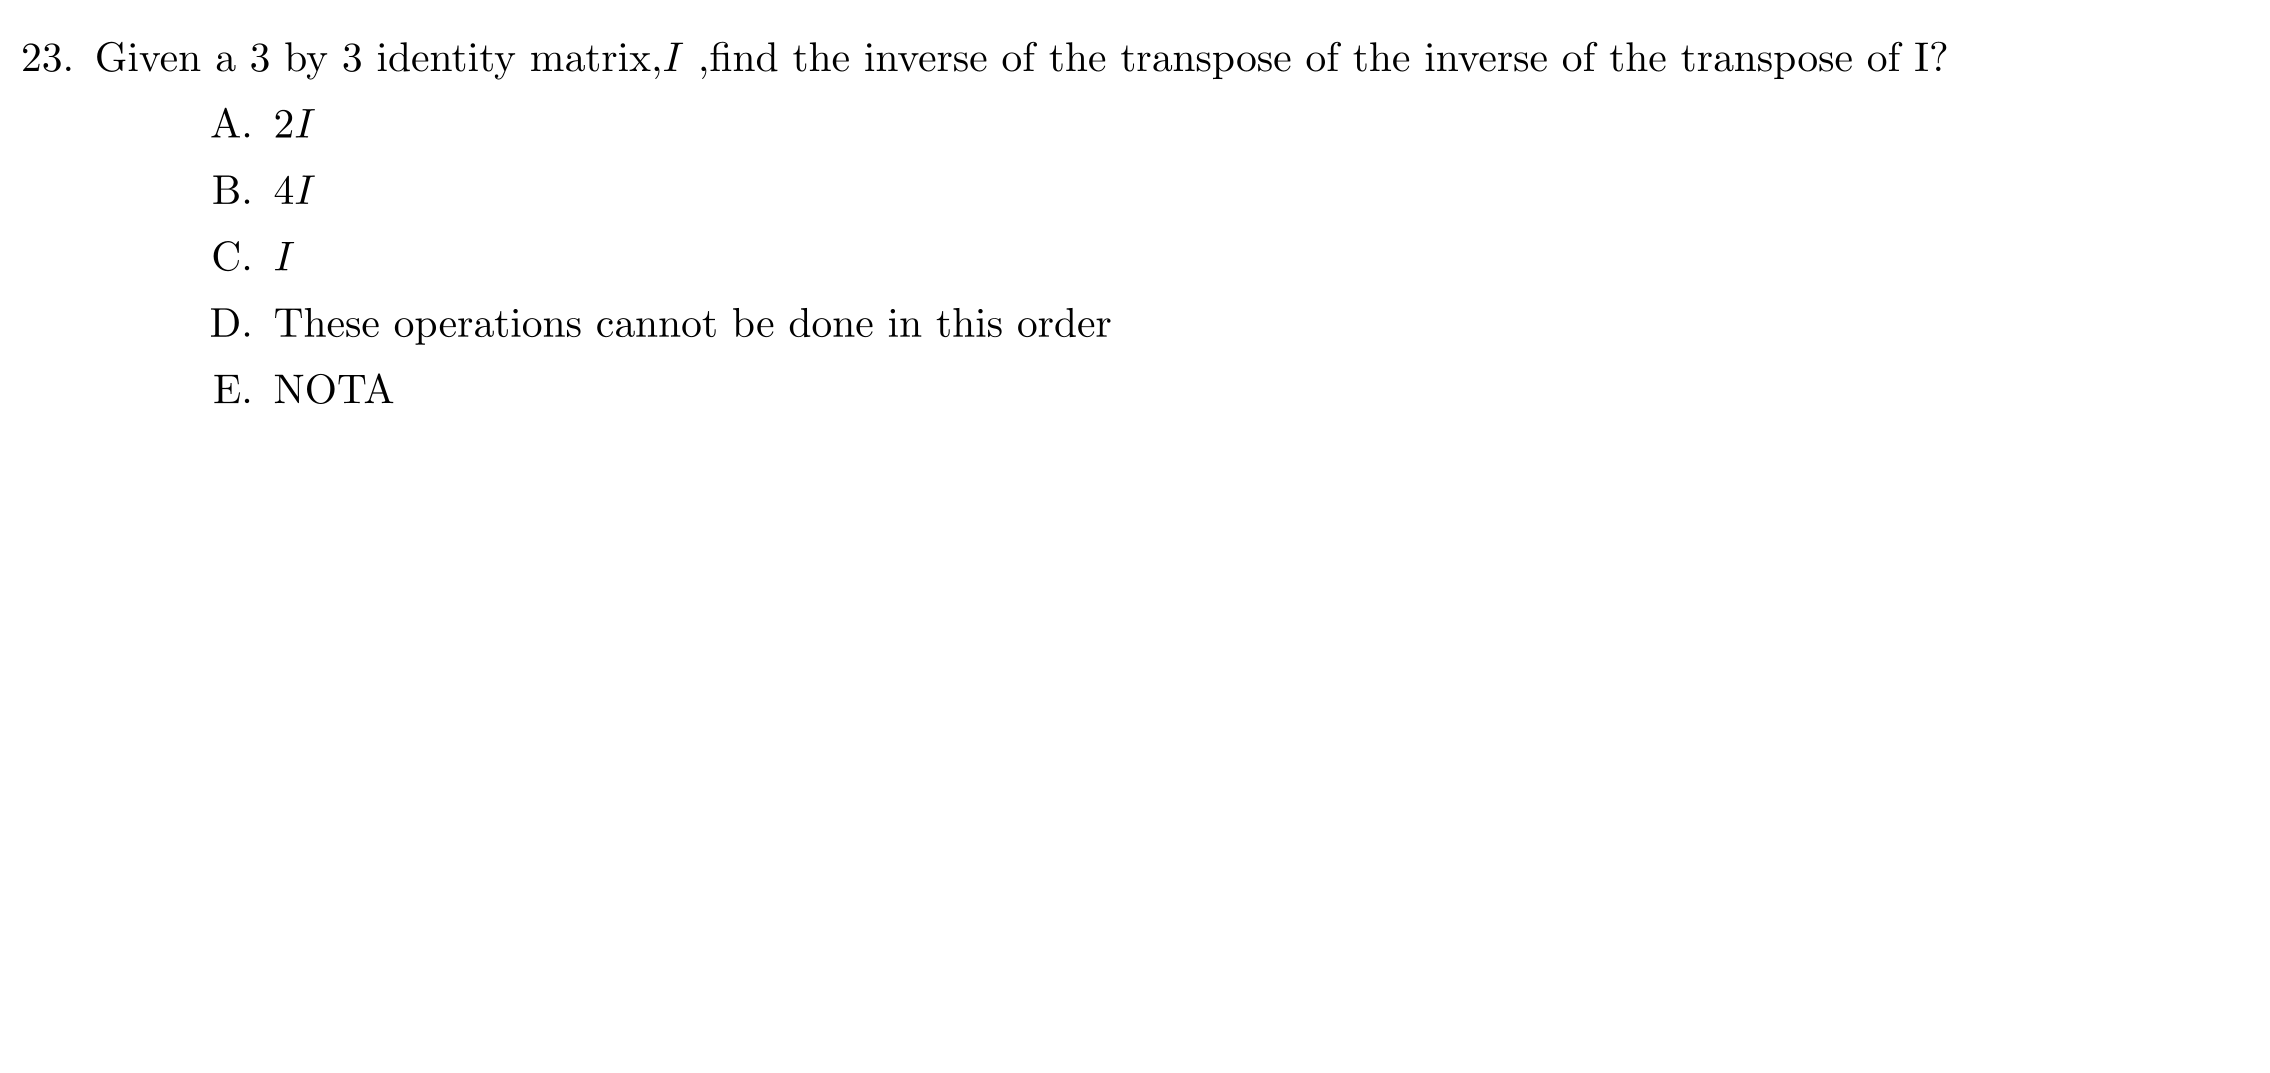 23. Given a 3 by 3 identity matrix,I ,find the inverse of the transpose of the inverse of the transpose of I?
A. 2I
B. 4I
C. I
D. These operations cannot be done in this order
E. NOTA